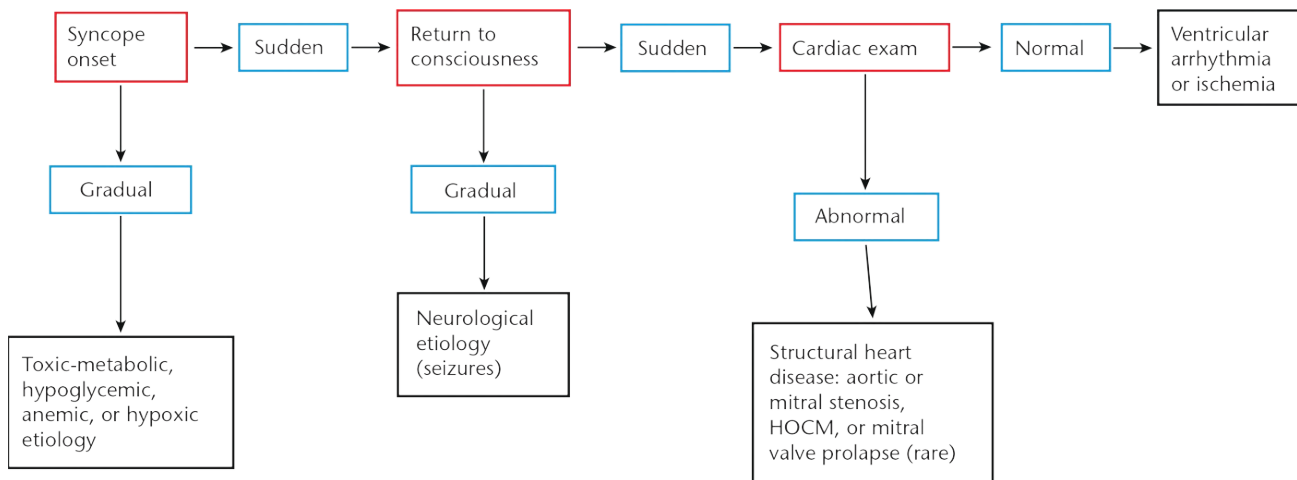 Syncope
onset
Sudden
Return to
consciousness
Sudden
Cardiac exam
Normal
Ventricular
arrhythmia
or ischemia
Gradual
Gradual
Abnormal
Toxic-metabolic,
hypoglycemic,
anemic, or hypoxic
etiology
Neurological
etiology
(seizures)
Structural heart
disease: aortic or
mitral stenosis,
HOCM, or mitral
valve prolapse (rare)